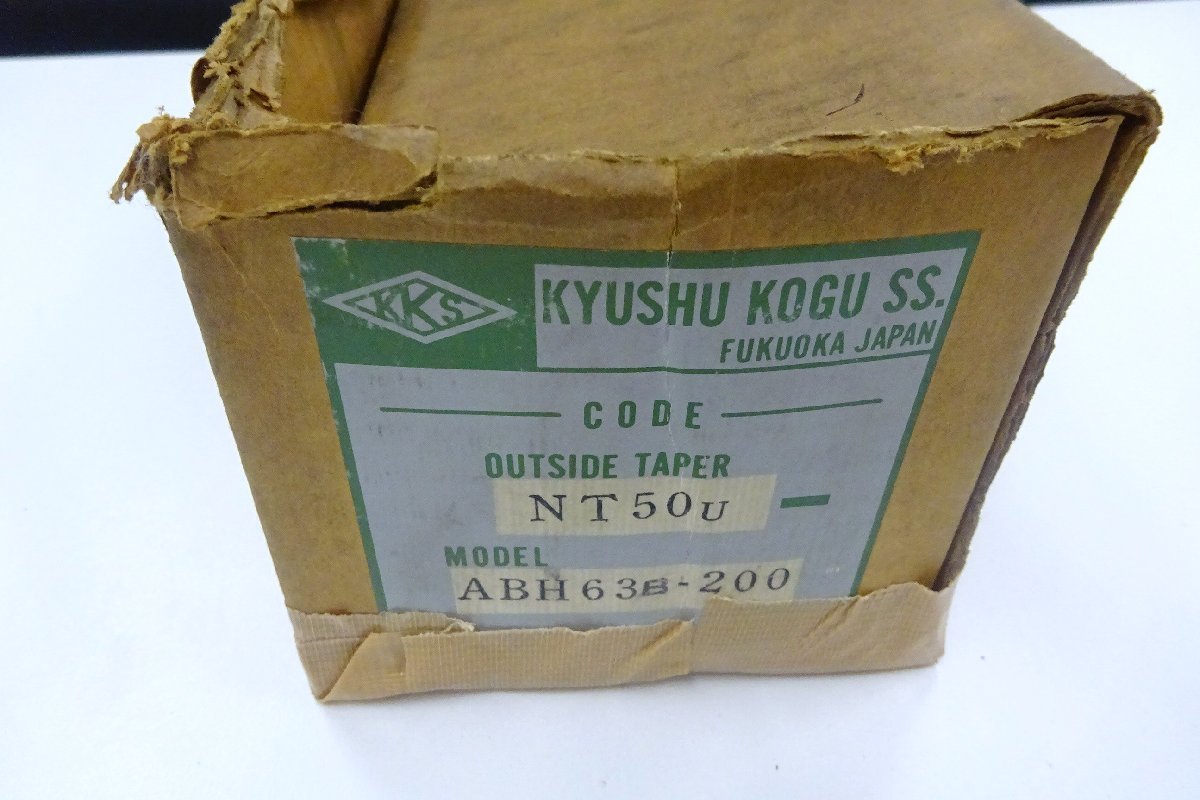 KKS
KYUSHU KOGU SS.
FUKUOKA JAPAN
CODE
OUTSIDE TAPER
NT50U -
MODEL
ABH63B-200